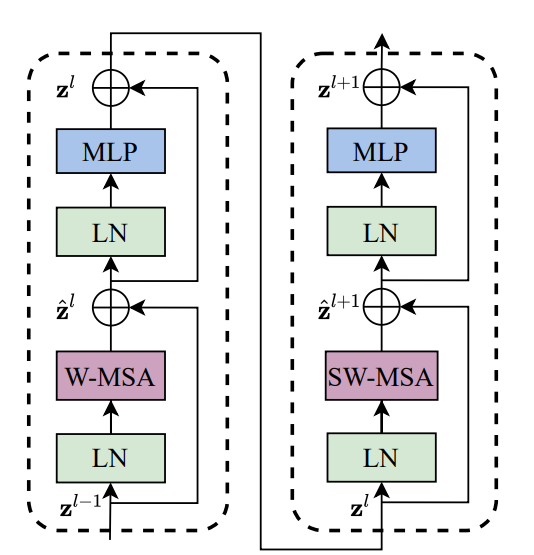 z^l
MLP
LN
ẑ^l
W-MSA
LN
z^{l-1}
z^{l+1}
MLP
LN
ẑ^{l+1}
SW-MSA
LN
z^l